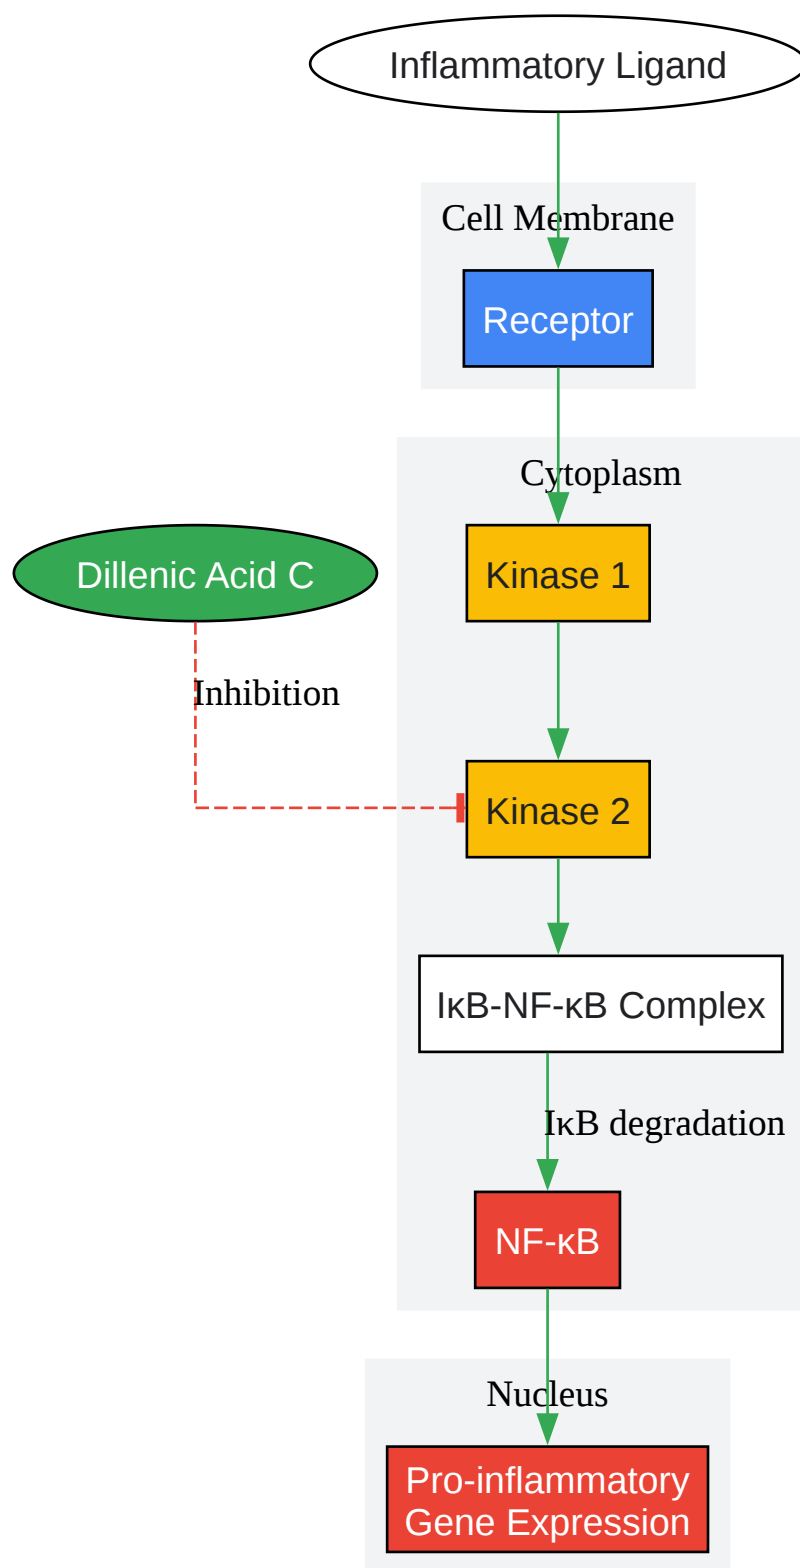 Inflammatory Ligand
Cell Membrane
Receptor
Cytoplasm
Dillenic Acid C
Kinase 1
Inhibition
Kinase 2
IκB-NF-κB Complex
IκB degradation
NF-κB
Nucleus
Pro-inflammatory
Gene Expression